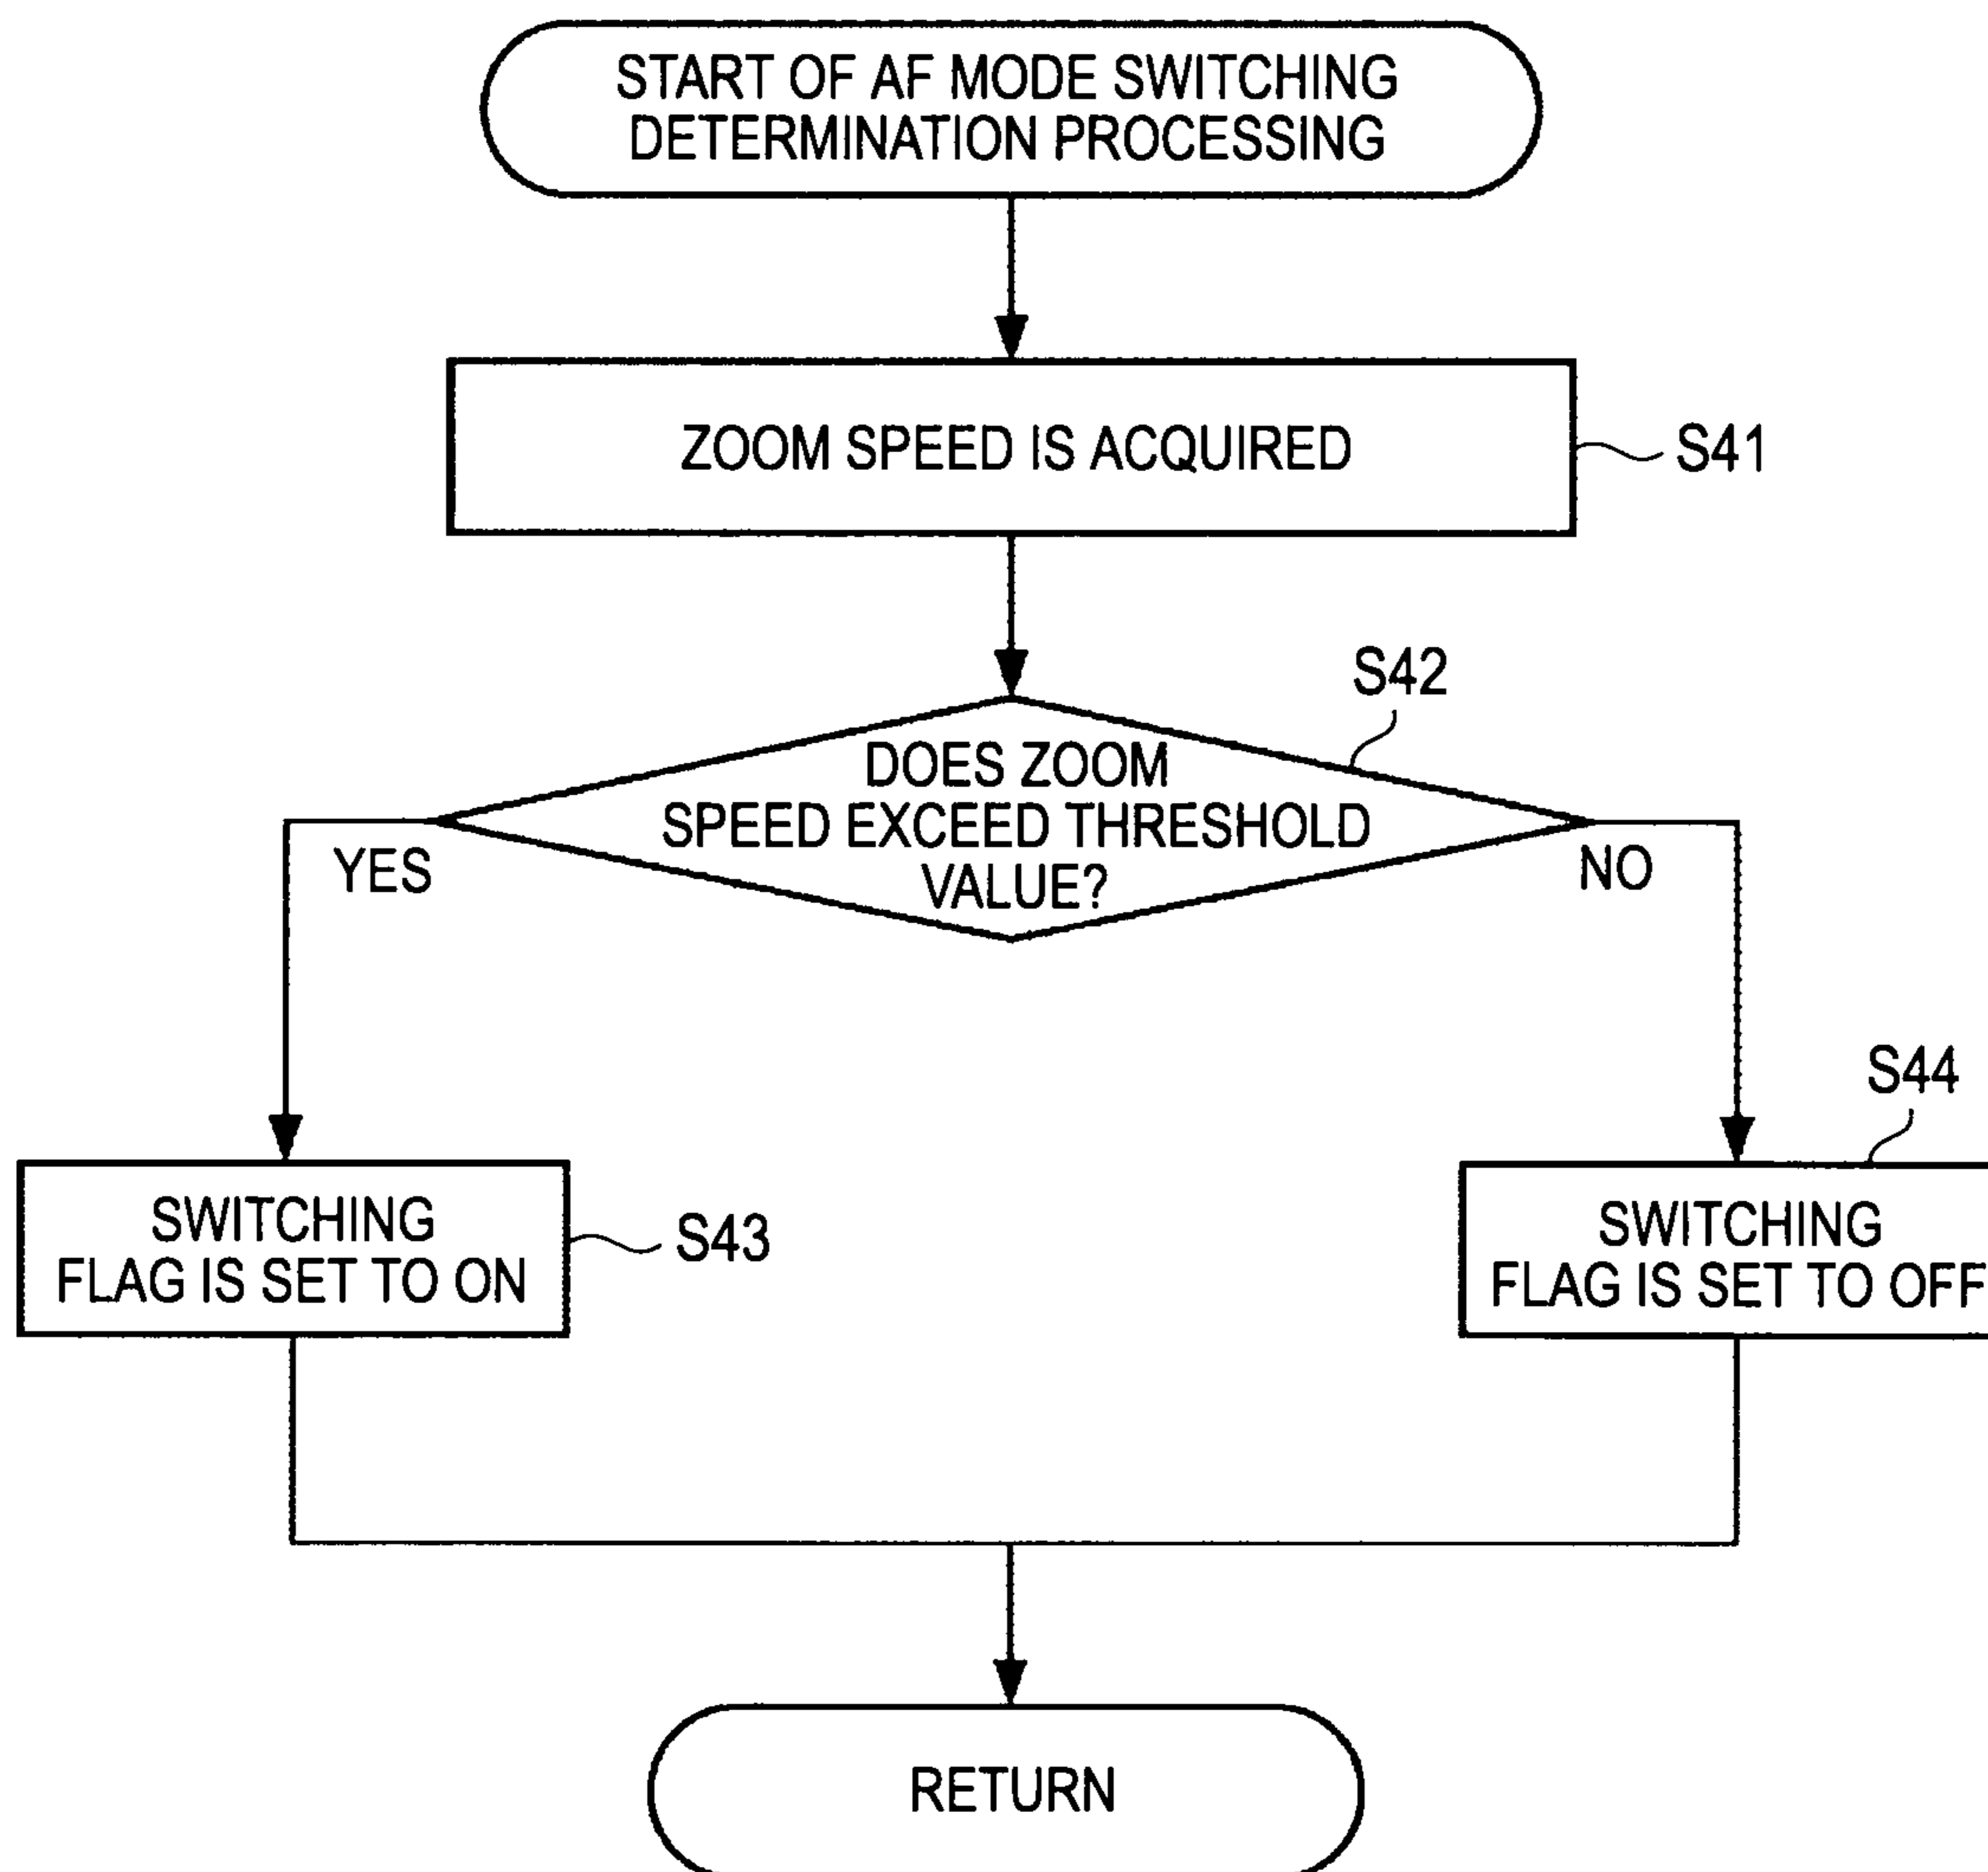 START OF AF MODE SWITCHING
DETERMINATION PROCESSING
ZOOM SPEED IS ACQUIRED
S41
S42
DOES ZOOM
SPEED EXCEED THRESHOLD
VALUE?
YES
NO
S44
SWITCHING
FLAG IS SET TO ON
S43
SWITCHING
FLAG IS SET TO OFF
RETURN